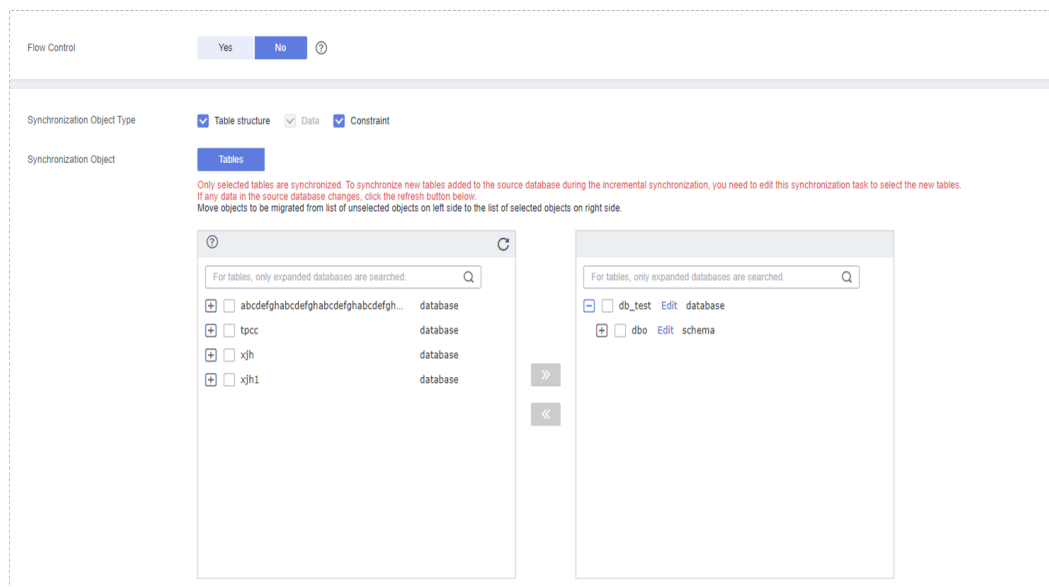 Flow Control Yes No ?
Synchronization Object Type Table structure Data Constraint
Synchronization Object Tables
Only selected tables are synchronized. To synchronize new tables added to the source database during the incremental synchronization, you need to edit this synchronization task to select the new tables.
If any data in the source database changes, click the refresh button below.
Move objects to be migrated from list of unselected objects on left side to the list of selected objects on right side.
?
For tables, only expanded databases are searched.
abcdefghabcdefghabcdefghabcdefgh... database
tpcc database
xjh database
xjh1 database
For tables, only expanded databases are searched.
db_test Edit database
dbo Edit schema